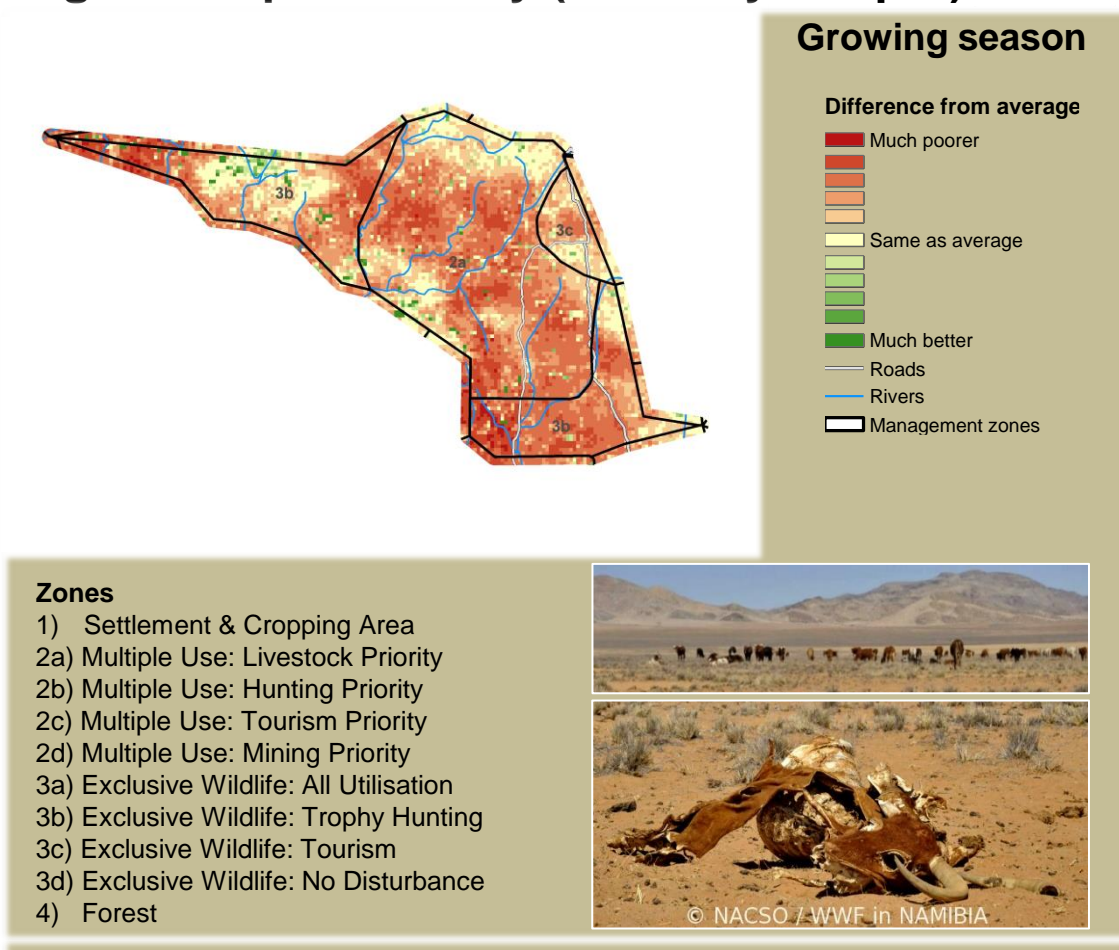 Growing season
Difference from average
Much poorer
Same as average
Much better
Roads
Rivers
Management zones
3b
3c
2a
3b
Zones
1) Settlement & Cropping Area
2a) Multiple Use: Livestock Priority
2b) Multiple Use: Hunting Priority
2c) Multiple Use: Tourism Priority
2d) Multiple Use: Mining Priority
3a) Exclusive Wildlife: All Utilisation
3b) Exclusive Wildlife: Trophy Hunting
3c) Exclusive Wildlife: Tourism
3d) Exclusive Wildlife: No Disturbance
4) Forest
© NACSO / WWF in NAMIBIA